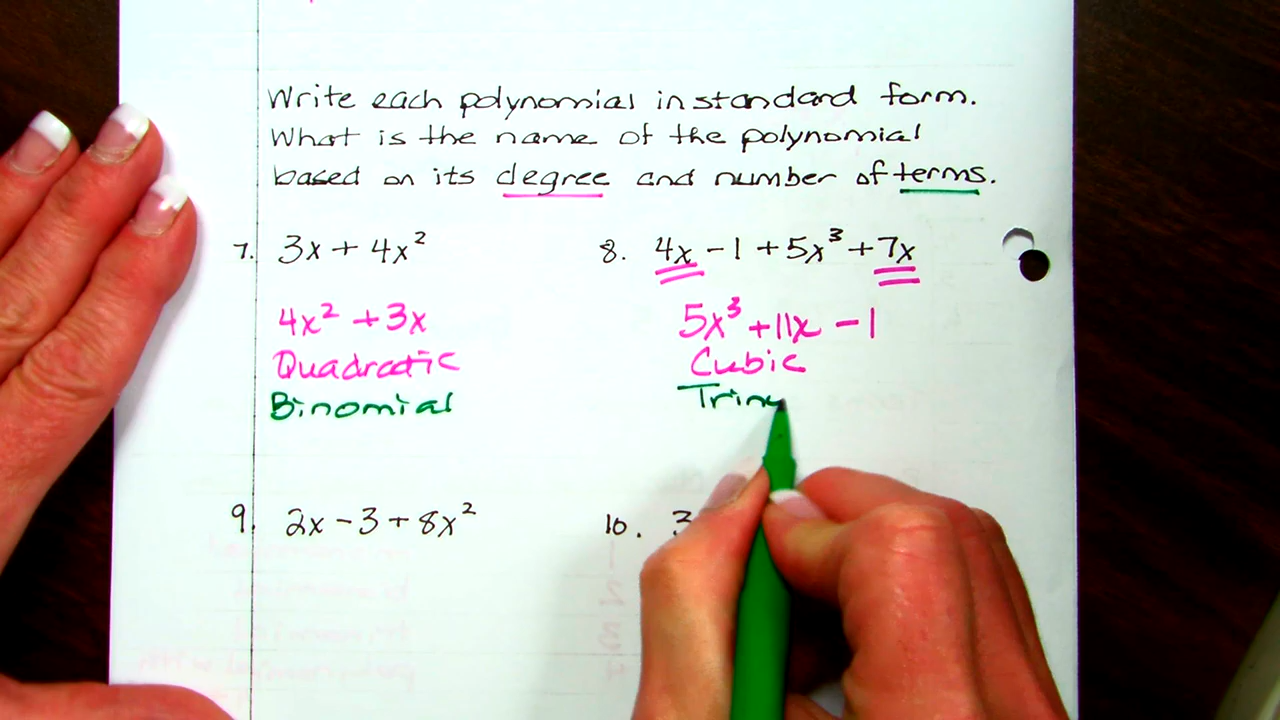 Write each polynomial in standard form.
What is the name of the polynomial
based on its degree and number of terms.
7. 3x + 4x²
4x² + 3x
Quadratic
Binomial
8. 4x - 1 + 5x³ + 7x
5x³ + 11x - 1
Cubic
Trino
9. 2x - 3 + 8x²
10. 3